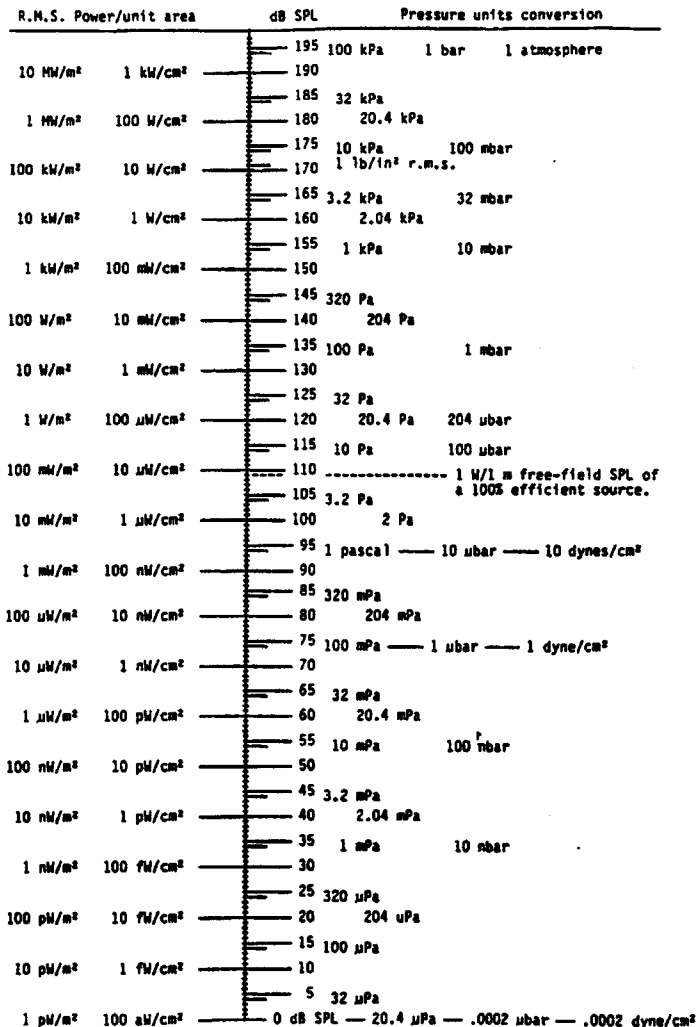 R.M.S. Power/unit area dB SPL Pressure units conversion
195 100 kPa 1 bar 1 atmosphere
10 MW/m² 1 kW/cm² 190
185 32 kPa
1 MW/m² 100 W/cm² 180 20.4 kPa
175 10 kPa 100 mbar
1 lb/in² r.m.s.
100 kW/m² 10 W/cm² 170
165 3.2 kPa 32 mbar
10 kW/m² 1 W/cm² 160 2.04 kPa
155 1 kPa 10 mbar
1 kW/m² 100 mW/cm² 150
145 320 Pa
100 W/m² 10 mW/cm² 140 204 Pa
135 100 Pa 1 mbar
10 W/m² 1 mW/cm² 130
125 32 Pa
1 W/m² 100 µW/cm² 120 20.4 Pa 204 µbar
115 10 Pa 100 µbar
100 mW/m² 10 µW/cm² 110 1 W/1 m free-field SPL of
a 100% efficient source.
105 3.2 Pa
10 mW/m² 1 µW/cm² 100 2 Pa
95 1 pascal — 10 µbar — 10 dynes/cm²
1 mW/m² 100 nW/cm² 90
85 320 mPa
100 µW/m² 10 nW/cm² 80 204 mPa
75 100 mPa — 1 µbar — 1 dyne/cm²
10 µW/m² 1 nW/cm² 70
65 32 mPa
1 µW/m² 100 pW/cm² 60 20.4 mPa
55 10 mPa 100 nbar
100 nW/m² 10 pW/cm² 50
45 3.2 mPa
10 nW/m² 1 pW/cm² 40 2.04 mPa
35 1 mPa 10 nbar
1 nW/m² 100 fW/cm² 30
25 320 µPa
100 pW/m² 10 fW/cm² 20 204 uPa
15 100 µPa
10 pW/m² 1 fW/cm² 10
5 32 µPa
1 pW/m² 100 aW/cm² 0 dB SPL — 20.4 µPa — .0002 µbar — .0002 dyne/cm²